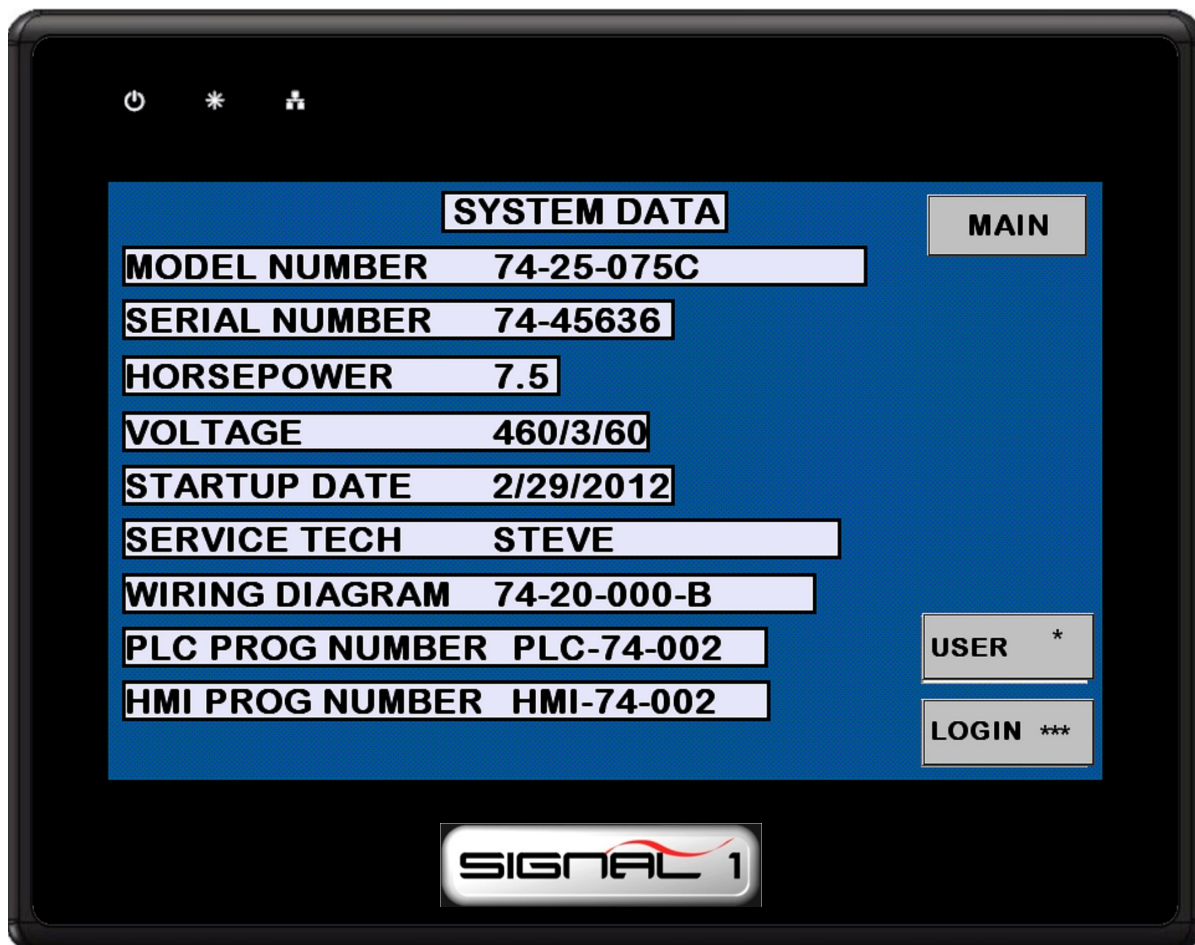 SYSTEM DATA
MAIN
MODEL NUMBER 74-25-075C
SERIAL NUMBER 74-45636
HORSEPOWER 7.5
VOLTAGE 460/3/60
STARTUP DATE 2/29/2012
SERVICE TECH STEVE
WIRING DIAGRAM 74-20-000-B
PLC PROG NUMBER PLC-74-002
USER *
HMI PROG NUMBER HMI-74-002
LOGIN ***
SIGNAL 1